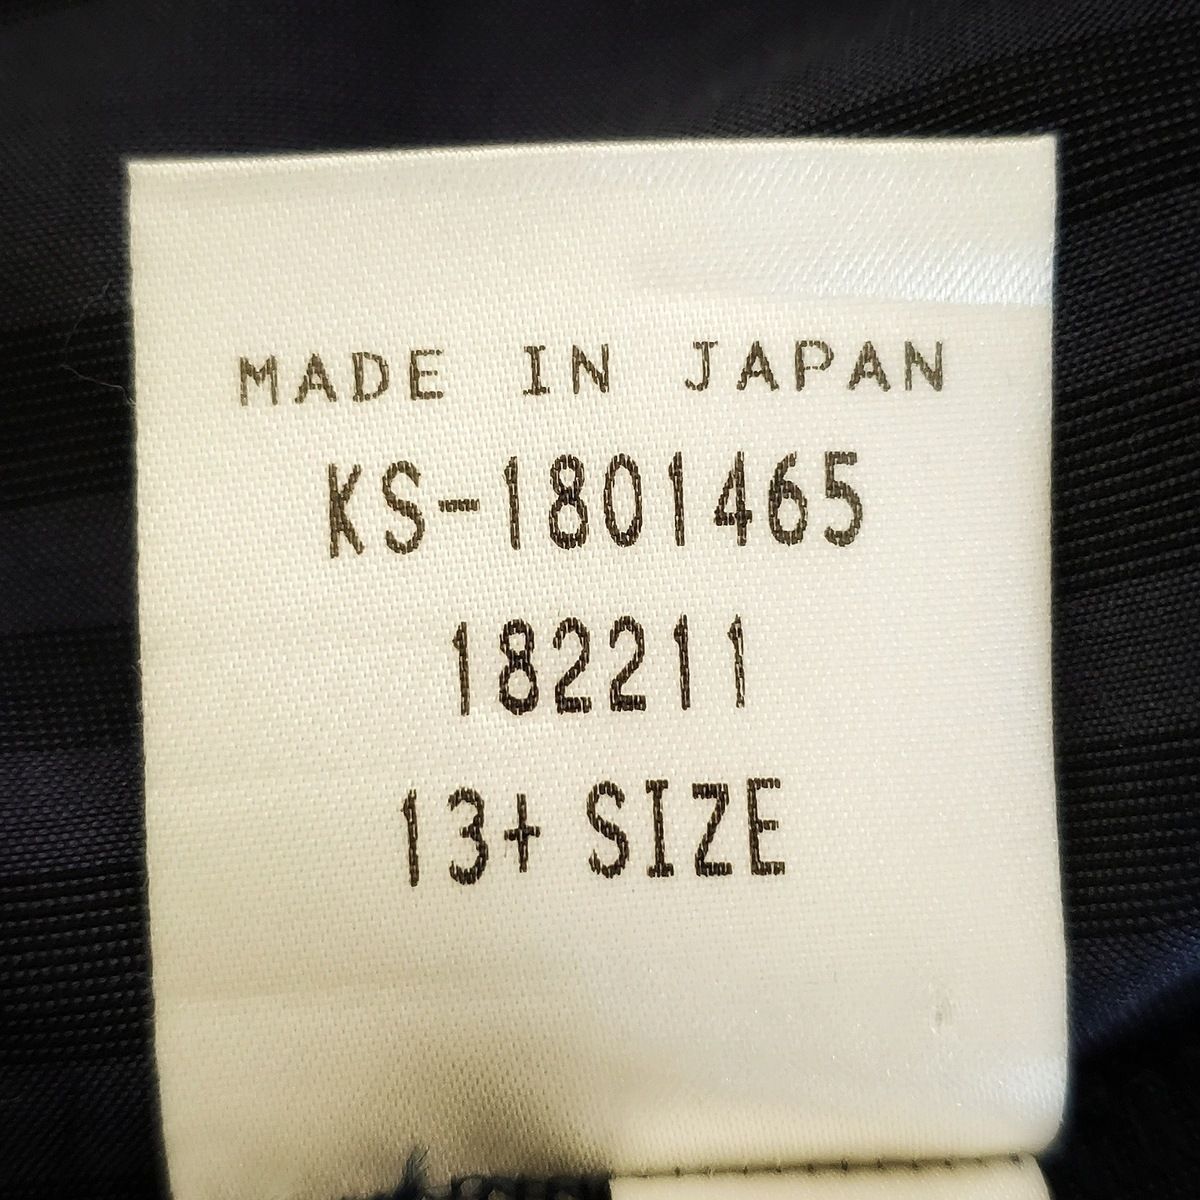 MADE IN JAPAN
KS-1801465
182211
13+ SIZE